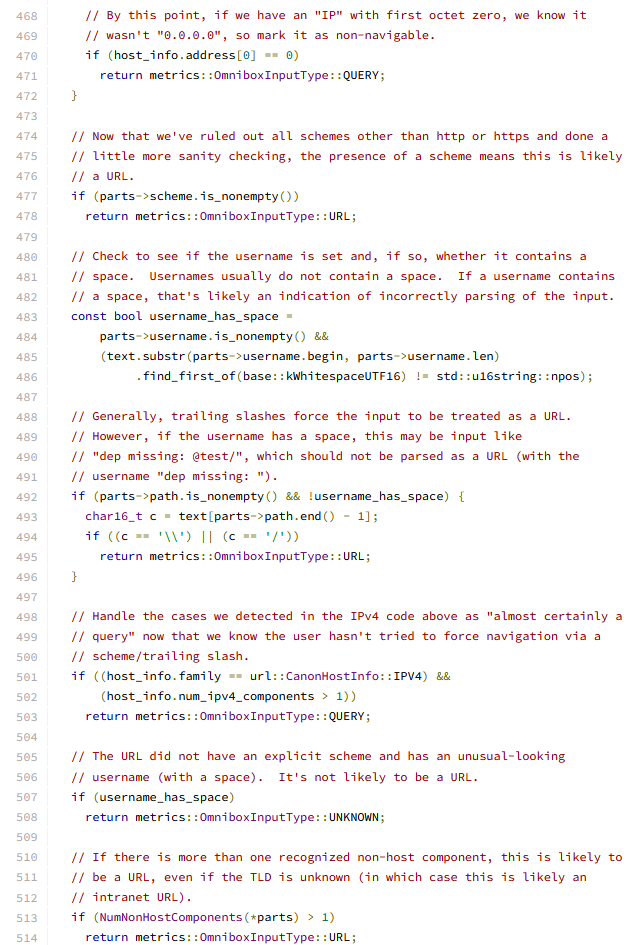 468 // By this point, if we have an "IP" with first octet zero, we know it
469 // wasn't "0.0.0.0", so mark it as non-navigable.
470 if (host_info.address[0] == 0)
471 return metrics::OmniboxInputType::QUERY;
472 }
473
474 // Now that we've ruled out all schemes other than http or https and done a
475 // little more sanity checking, the presence of a scheme means this is likely
476 // a URL.
477 if (parts->scheme.is_nonempty())
478 return metrics::OmniboxInputType::URL;
479
480 // Check to see if the username is set and, if so, whether it contains a
481 // space.  Usernames usually do not contain a space.  If a username contains
482 // a space, that's likely an indication of incorrectly parsing of the input.
483 const bool username_has_space =
484 parts->username.is_nonempty() &&
485 (text.substr(parts->username.begin, parts->username.len)
486 .find_first_of(base::kWhitespaceUTF16) != std::u16string::npos);
487
488 // Generally, trailing slashes force the input to be treated as a URL.
489 // However, if the username has a space, this may be input like
490 // "dep missing: @test/", which should not be parsed as a URL (with the
491 // username "dep missing: ").
492 if (parts->path.is_nonempty() && !username_has_space) {
493 char16_t c = text[parts->path.end() - 1];
494 if ((c == '\\') || (c == '/'))
495 return metrics::OmniboxInputType::URL;
496 }
497
498 // Handle the cases we detected in the IPv4 code above as "almost certainly a
499 // query" now that we know the user hasn't tried to force navigation via a
500 // scheme/trailing slash.
501 if ((host_info.family == url::CanonHostInfo::IPV4) &&
502 (host_info.num_ipv4_components > 1))
503 return metrics::OmniboxInputType::QUERY;
504
505 // The URL did not have an explicit scheme and has an unusual-looking
506 // username (with a space).  It's not likely to be a URL.
507 if (username_has_space)
508 return metrics::OmniboxInputType::UNKNOWN;
509
510 // If there is more than one recognized non-host component, this is likely to
511 // be a URL, even if the TLD is unknown (in which case this is likely an
512 // intranet URL).
513 if (NumNonHostComponents(*parts) > 1)
514 return metrics::OmniboxInputType::URL;